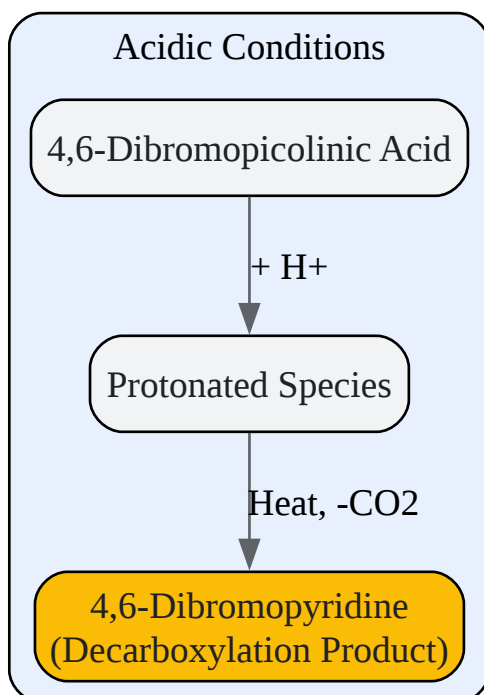 Acidic Conditions
4,6-Dibromopicolinic Acid
+ H+
Protonated Species
Heat, -CO2
4,6-Dibromopyridine
(Decarboxylation Product)